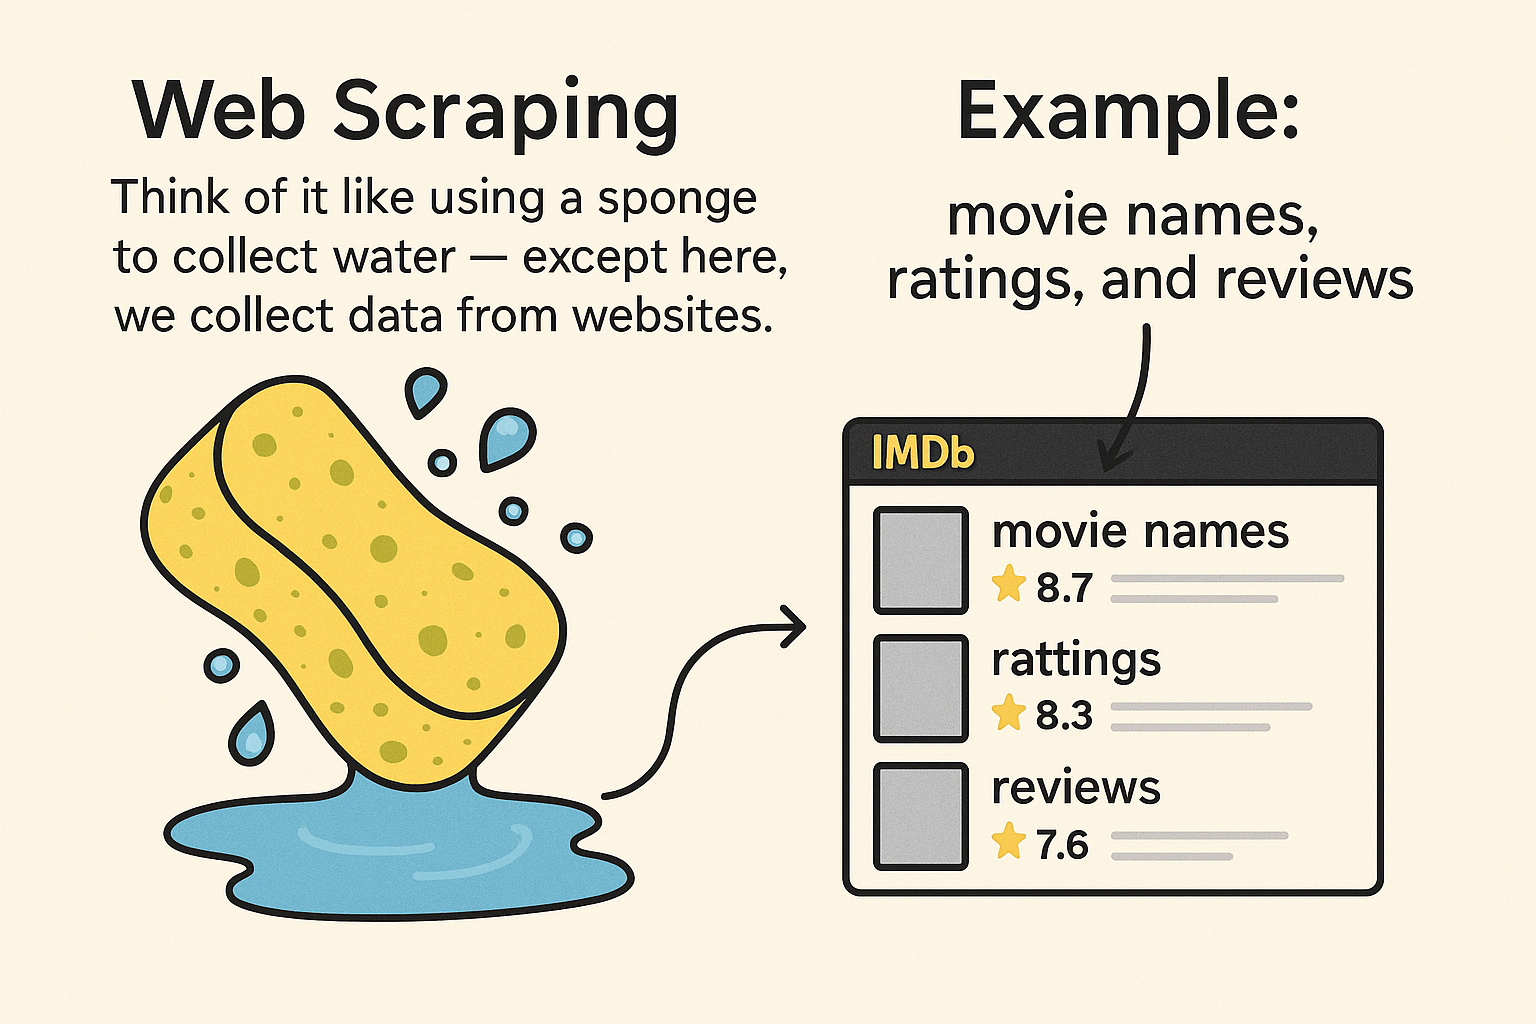 Web Scraping
Think of it like using a sponge
to collect water — except here,
we collect data from websites.
Example:
movie names,
ratings, and reviews
IMDb
movie names
8.7
rattings
8.3
reviews
7.6